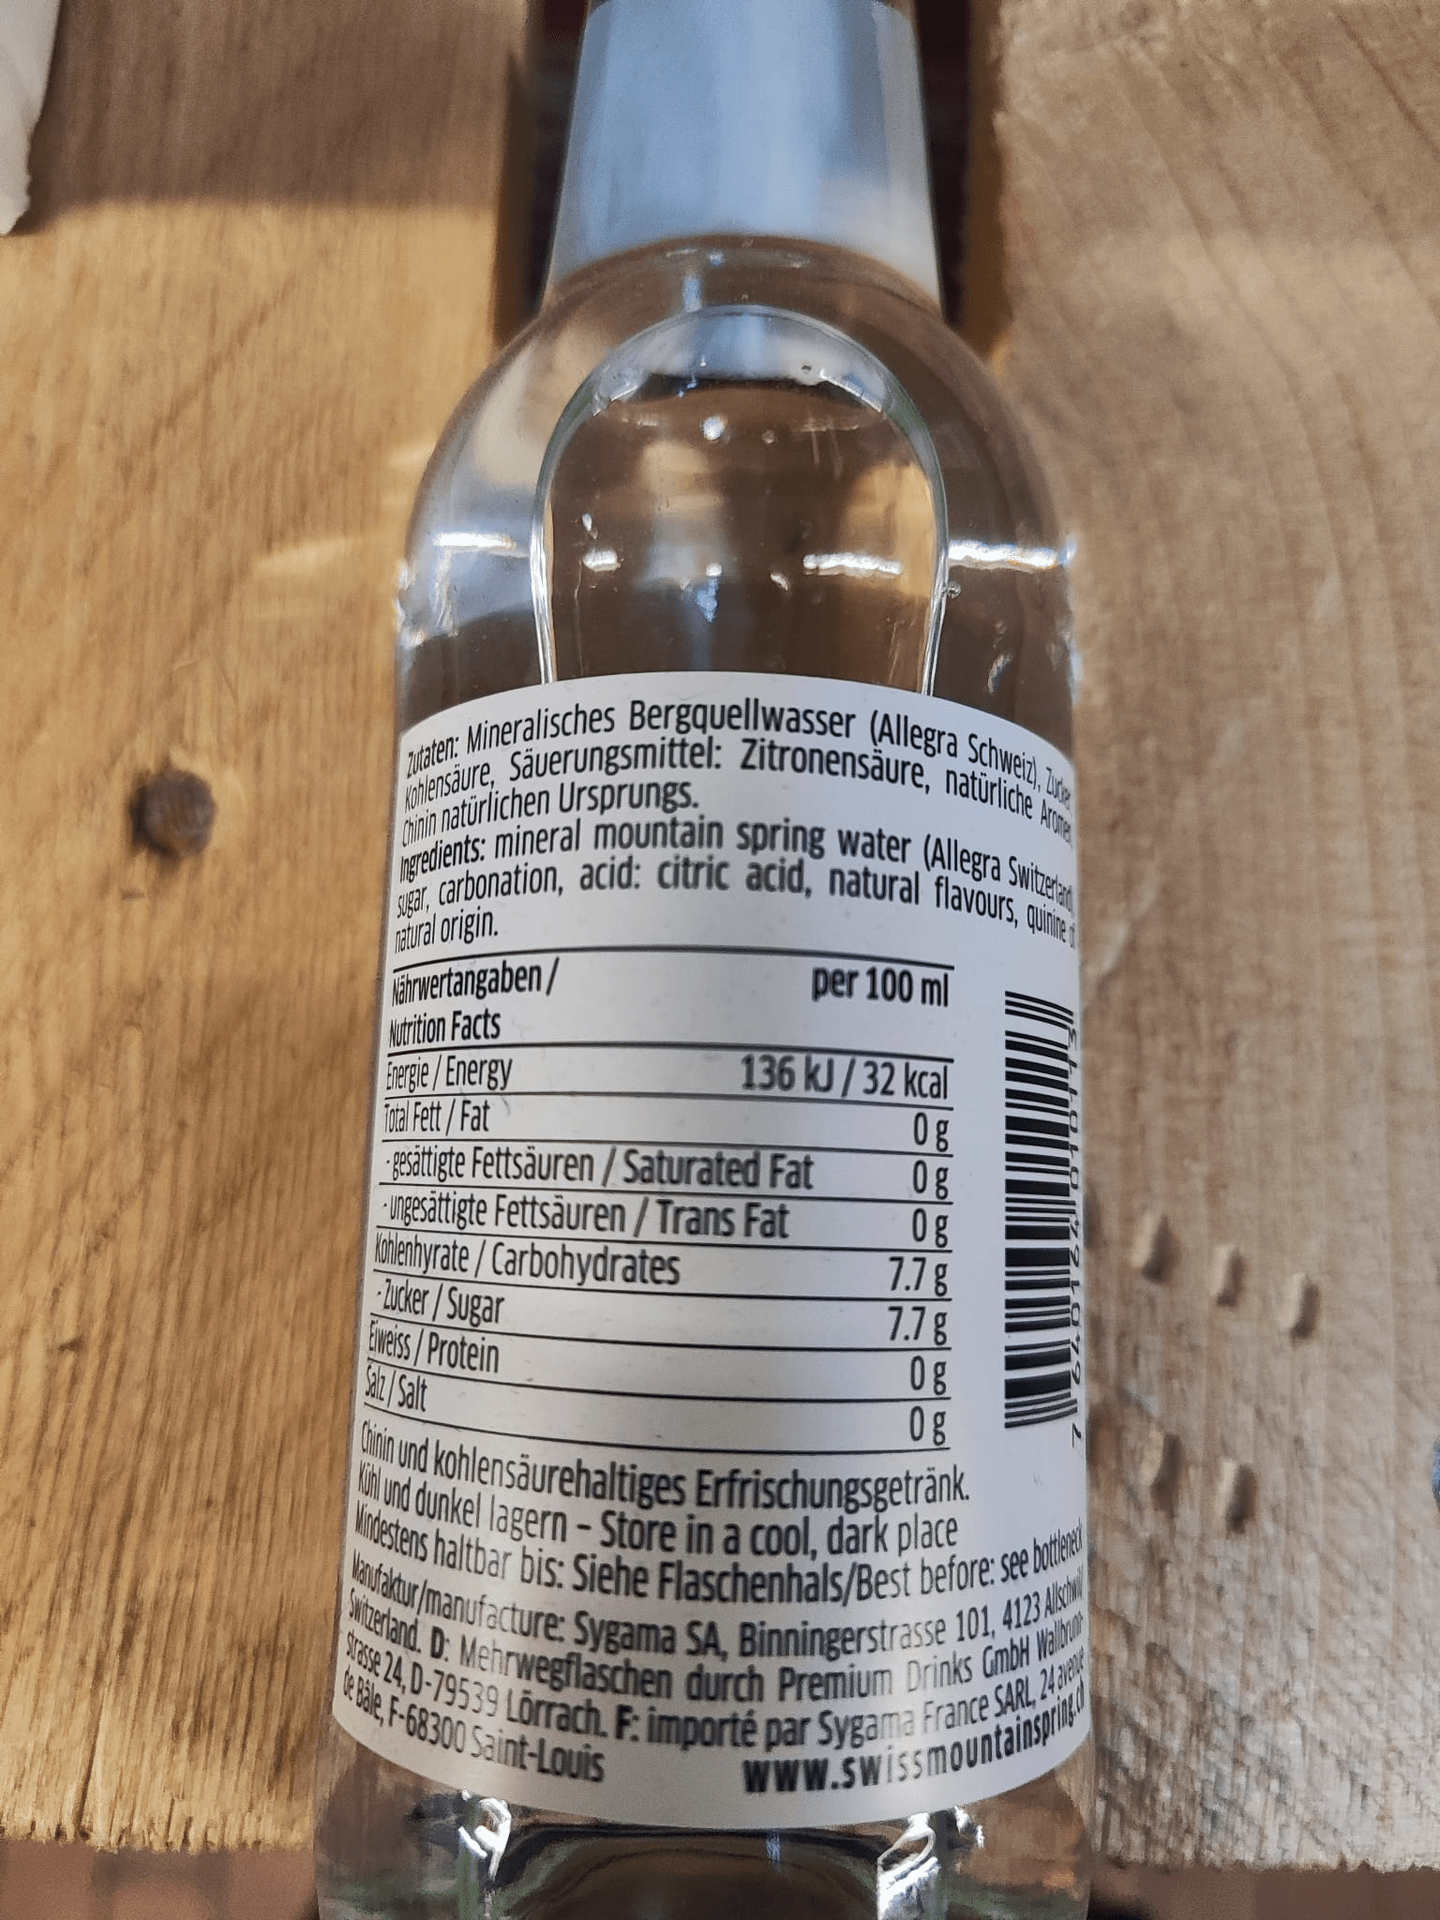 Zutaten: Mineralisches Bergquellwasser (Allegra Schweiz), Zucker
Kohlensäure, Säuerungsmittel: Zitronensäure, natürliche Aromen
Chinin natürlichen Ursprungs.
Ingredients: mineral mountain spring water (Allegra Switzerland)
sugar, carbonation, acid: citric acid, natural flavours, quinine of
natural origin.
Nährwertangaben / per 100 ml
Nutrition Facts
Energie / Energy 136 kJ / 32 kcal
Total Fett / Fat 0 g
- gesättigte Fettsäuren / Saturated Fat 0 g
- ungesättigte Fettsäuren / Trans Fat 0 g
Kohlenhyrate / Carbohydrates 7.7 g
- Zucker / Sugar 7.7 g
Eiweiss / Protein 0 g
Salz / Salt 0 g
Chinin und kohlensäurehaltiges Erfrischungsgetränk.
Kühl und dunkel lagern – Store in a cool, dark place
Mindestens haltbar bis: Siehe Flaschenhals/Best before: see bottleneck
Manufaktur/manufacture: Sygama SA, Binningerstrasse 101, 4123 Allschwil
Switzerland. D: Mehrwegflaschen durch Premium Drinks GmbH Wallbrunn-
strasse 24, D-79539 Lörrach. F: importé par Sygama France SARL, 24 avenue
de Bâle, F-68300 Saint-Louis
www.swissmountainspring.ch
7 640164 010113